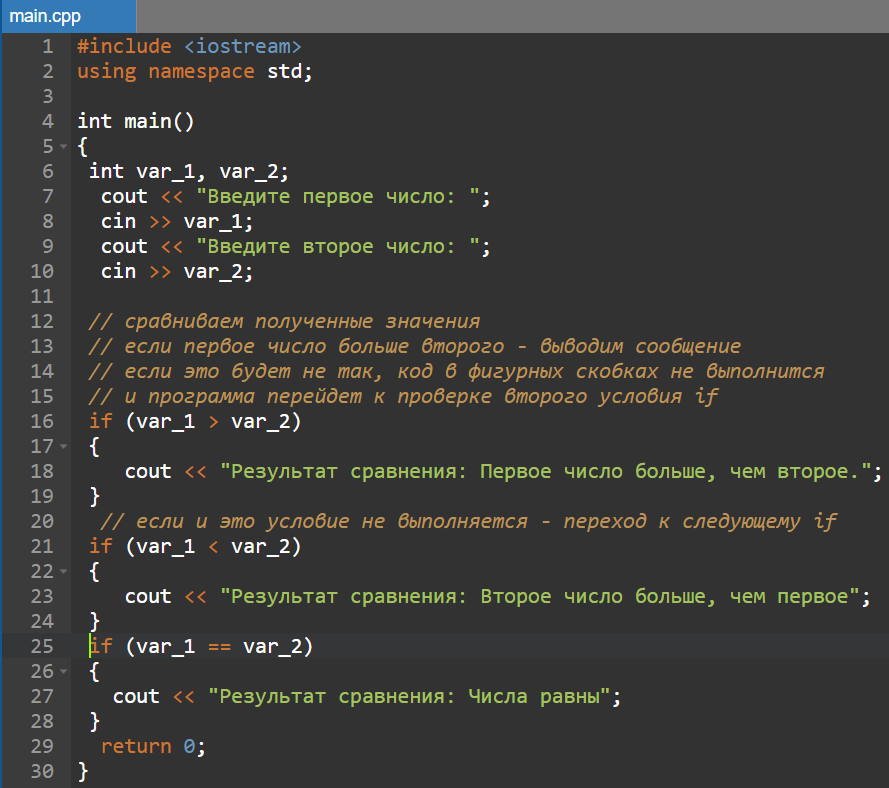 main.cpp
1 #include <iostream>
2 using namespace std;
3
4 int main()
5 {
6 int var_1, var_2;
7 cout << "Введите первое число: ";
8 cin >> var_1;
9 cout << "Введите второе число: ";
10 cin >> var_2;
11
12 // сравниваем полученные значения
13 // если первое число больше второго - выводим сообщение
14 // если это будет не так, код в фигурных скобках не выполнится
15 // и программа перейдет к проверке второго условия if
16 if (var_1 > var_2)
17 {
18 cout << "Результат сравнения: Первое число больше, чем второе.";
19 }
20 // если и это условие не выполняется - переход к следующему if
21 if (var_1 < var_2)
22 {
23 cout << "Результат сравнения: Второе число больше, чем первое";
24 }
25 if (var_1 == var_2)
26 {
27 cout << "Результат сравнения: Числа равны";
28 }
29 return 0;
30 }